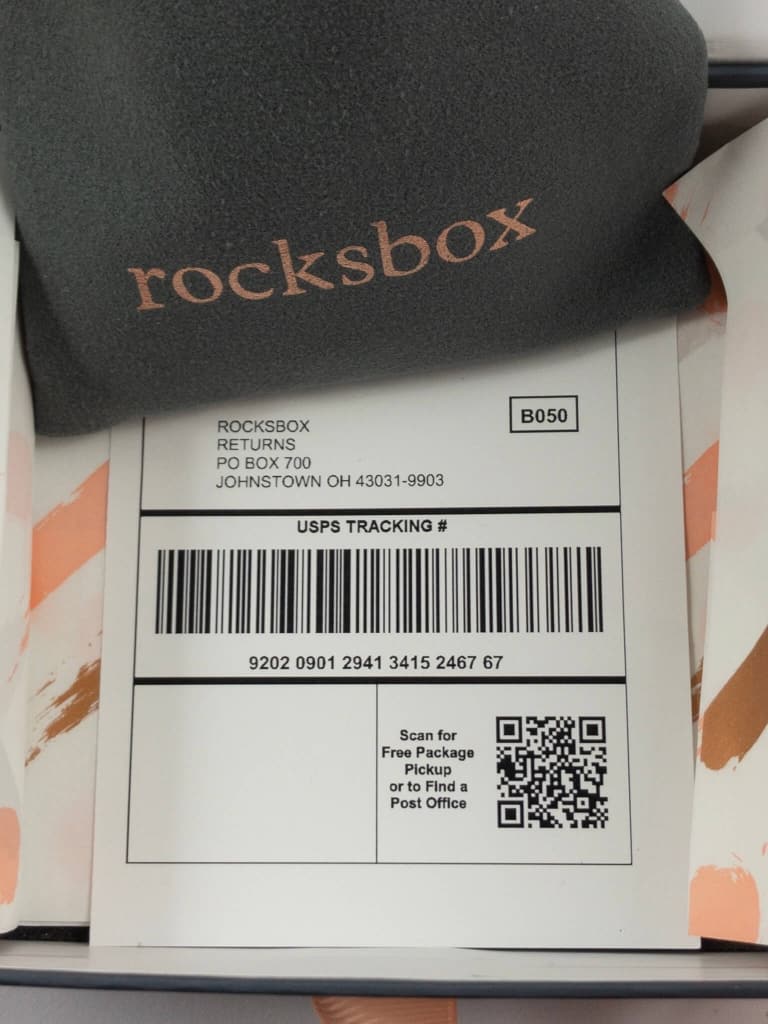 rocksbox
B050
ROCKSBOX
RETURNS
PO BOX 700
JOHNSTOWN OH 43031-9903
USPS TRACKING #
9202 0901 2941 3415 2467 67
Scan for
Free Package
Pickup
or to Find a
Post Office